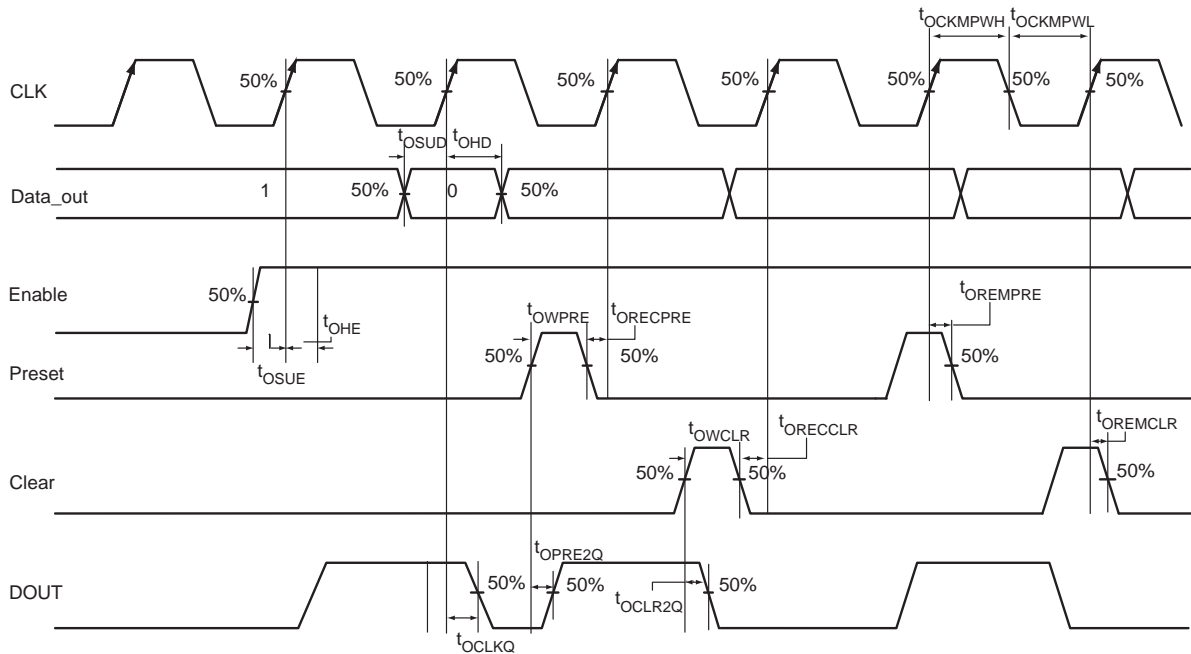 tOCKMPWH tOCKMPWL
CLK 50% 50% 50% 50% 50% 50% 50%
tOSUD tOHD
Data_out 1 50% 0 50%
Enable 50%
tOHE
tOSUE
tOWPRE tORECPRE tOREMPRE
Preset 50% 50% 50%
tOWCLR tORECCLR tOREMCLR
Clear 50% 50% 50%
tOPRE2Q
DOUT 50% 50% 50%
tOCLR2Q
tOCLKQ